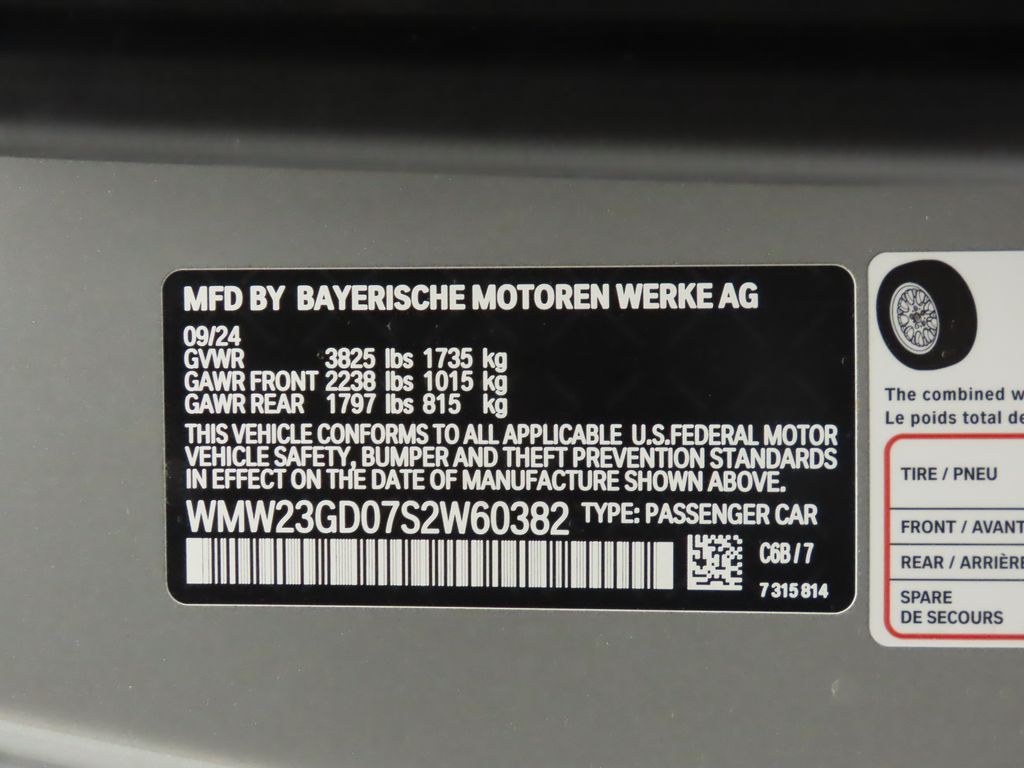 MFD BY BAYERISCHE MOTOREN WERKE AG
09/24
GVWR 3825 lbs 1735 kg
GAWR FRONT 2238 lbs 1015 kg
GAWR REAR 1797 lbs 815 kg
THIS VEHICLE CONFORMS TO ALL APPLICABLE U.S.FEDERAL MOTOR
VEHICLE SAFETY, BUMPER AND THEFT PREVENTION STANDARDS
IN EFFECT ON THE DATE OF MANUFACTURE SHOWN ABOVE.
WMW23GD07S2W60382 TYPE: PASSENGER CAR
C6B/7
7 315 814
The combined
Le poids total de
TIRE / PNEU
FRONT / AVANT
REAR / ARRIÈRE
SPARE
DE SECOURS